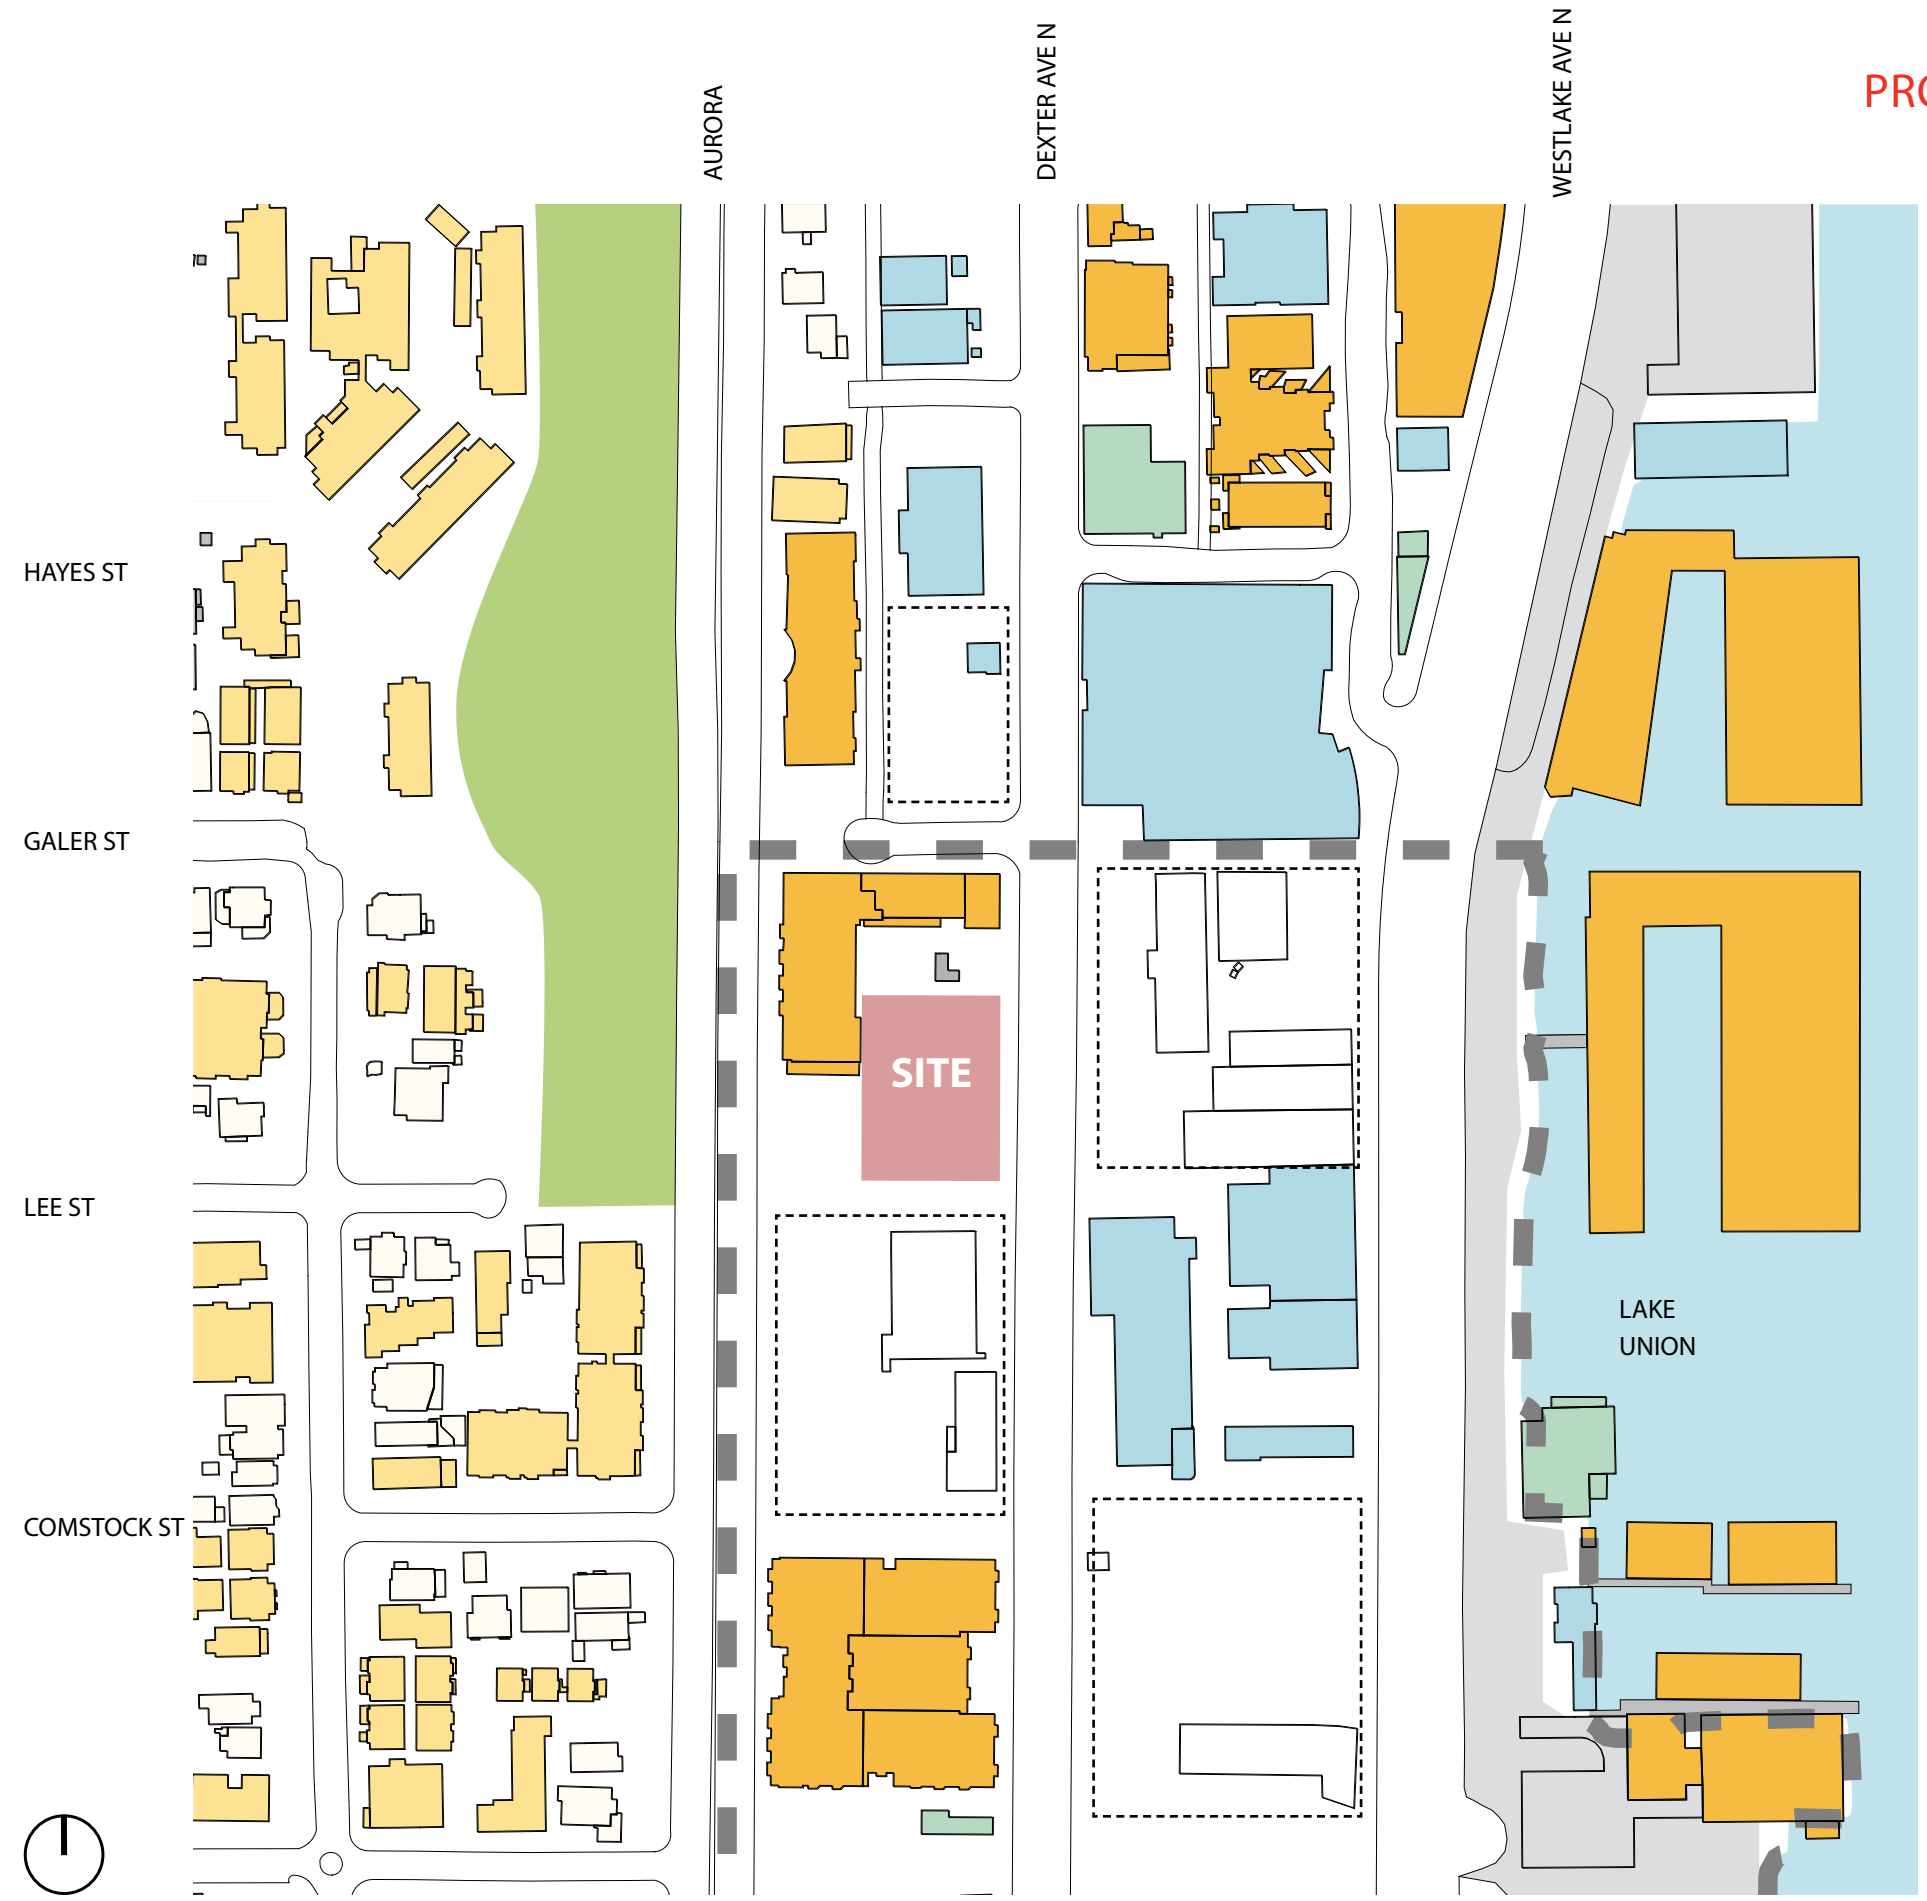 AURORA
DEXTER AVE N
WESTLAKE AVE N
HAYES ST
GALER ST
SITE
LEE ST
LAKE
UNION
COMSTOCK ST